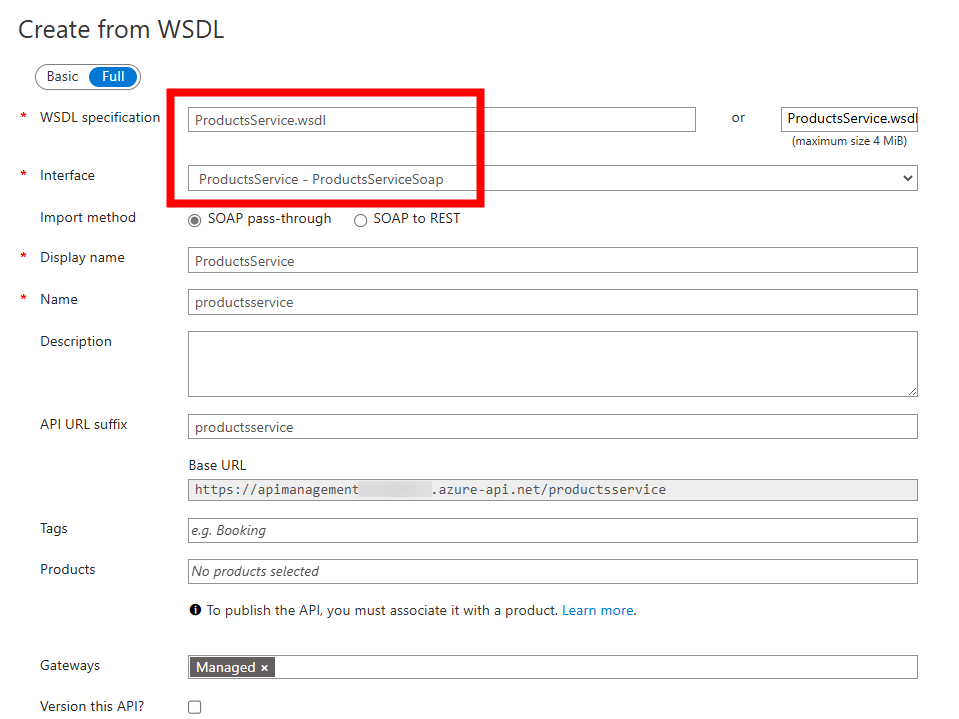 Create from WSDL
Basic Full
* WSDL specification ProductsService.wsdl or ProductsService.wsdl
(maximum size 4 MiB)
* Interface ProductsService - ProductsServiceSoap
Import method SOAP pass-through SOAP to REST
* Display name ProductsService
* Name productsservice
Description
API URL suffix productsservice
Base URL
https://apimanagement .azure-api.net/productsservice
Tags e.g. Booking
Products No products selected
To publish the API, you must associate it with a product. Learn more.
Gateways Managed ×
Version this API?